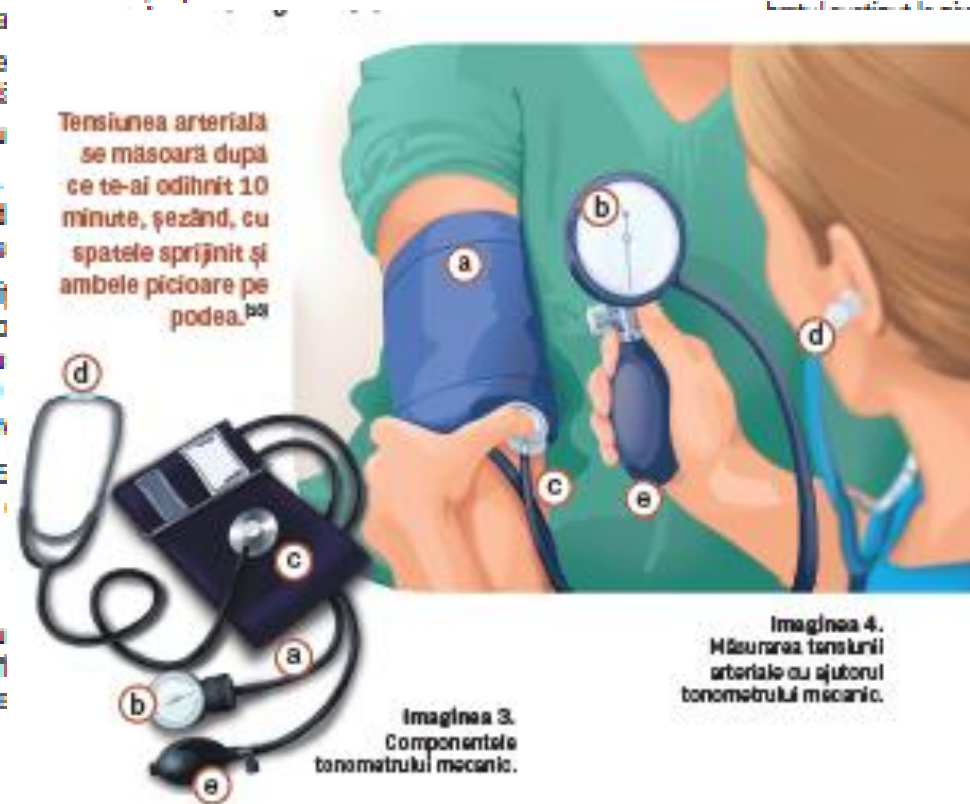 Tensiunea arterială
se măsoară după
ce te-ai odihnit 10
minute, șezând, cu
spatele sprijinit și
ambele picioare pe
podea.
a
b
c
d
e
d
c
a
b
e
Imaginea 4.
Măsurarea tensiunii
arteriale cu ajutorul
tonometrului mecanic.
Imaginea 3.
Componentele
tonometrului mecanic.